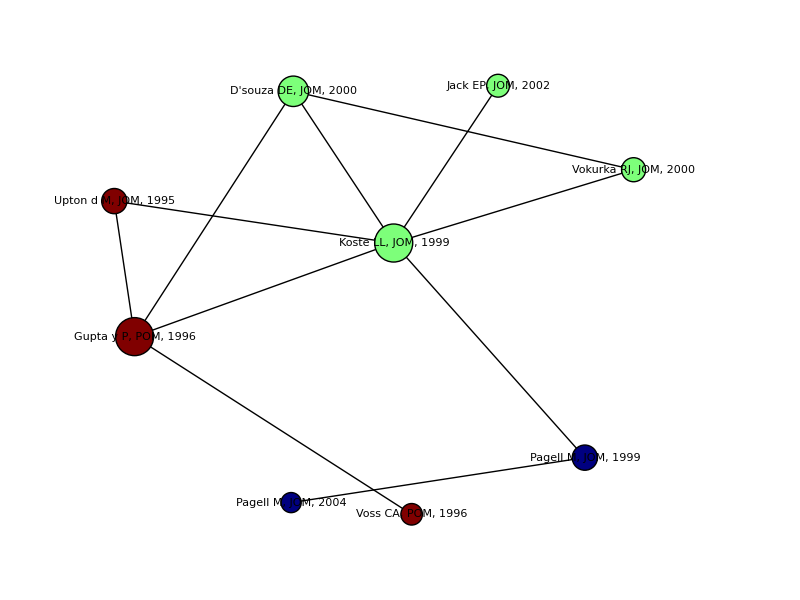 Jack EP, JOM, 2002
D'souza DE, JOM, 2000
Vokurka RJ, JOM, 2000
Upton d M, JOM, 1995
Koste LL, JOM, 1999
Gupta y P, POM, 1996
Pagell M, JOM, 1999
Pagell M, JOM, 2004
Voss CA, POM, 1996